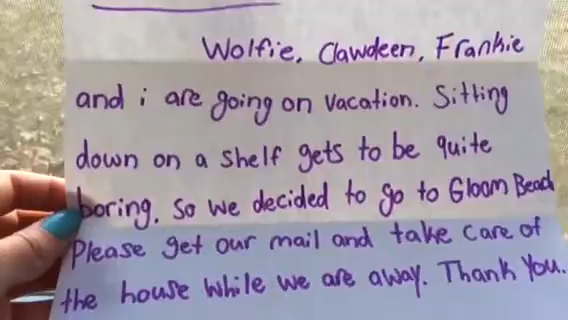 Wolfie, Clawdeen, Frankie
and i are going on vacation. Sitting
down on a shelf gets to be quite
boring. So we decided to go to Gloom Beach
Please get our mail and take care of
the house while we are away. Thank You.